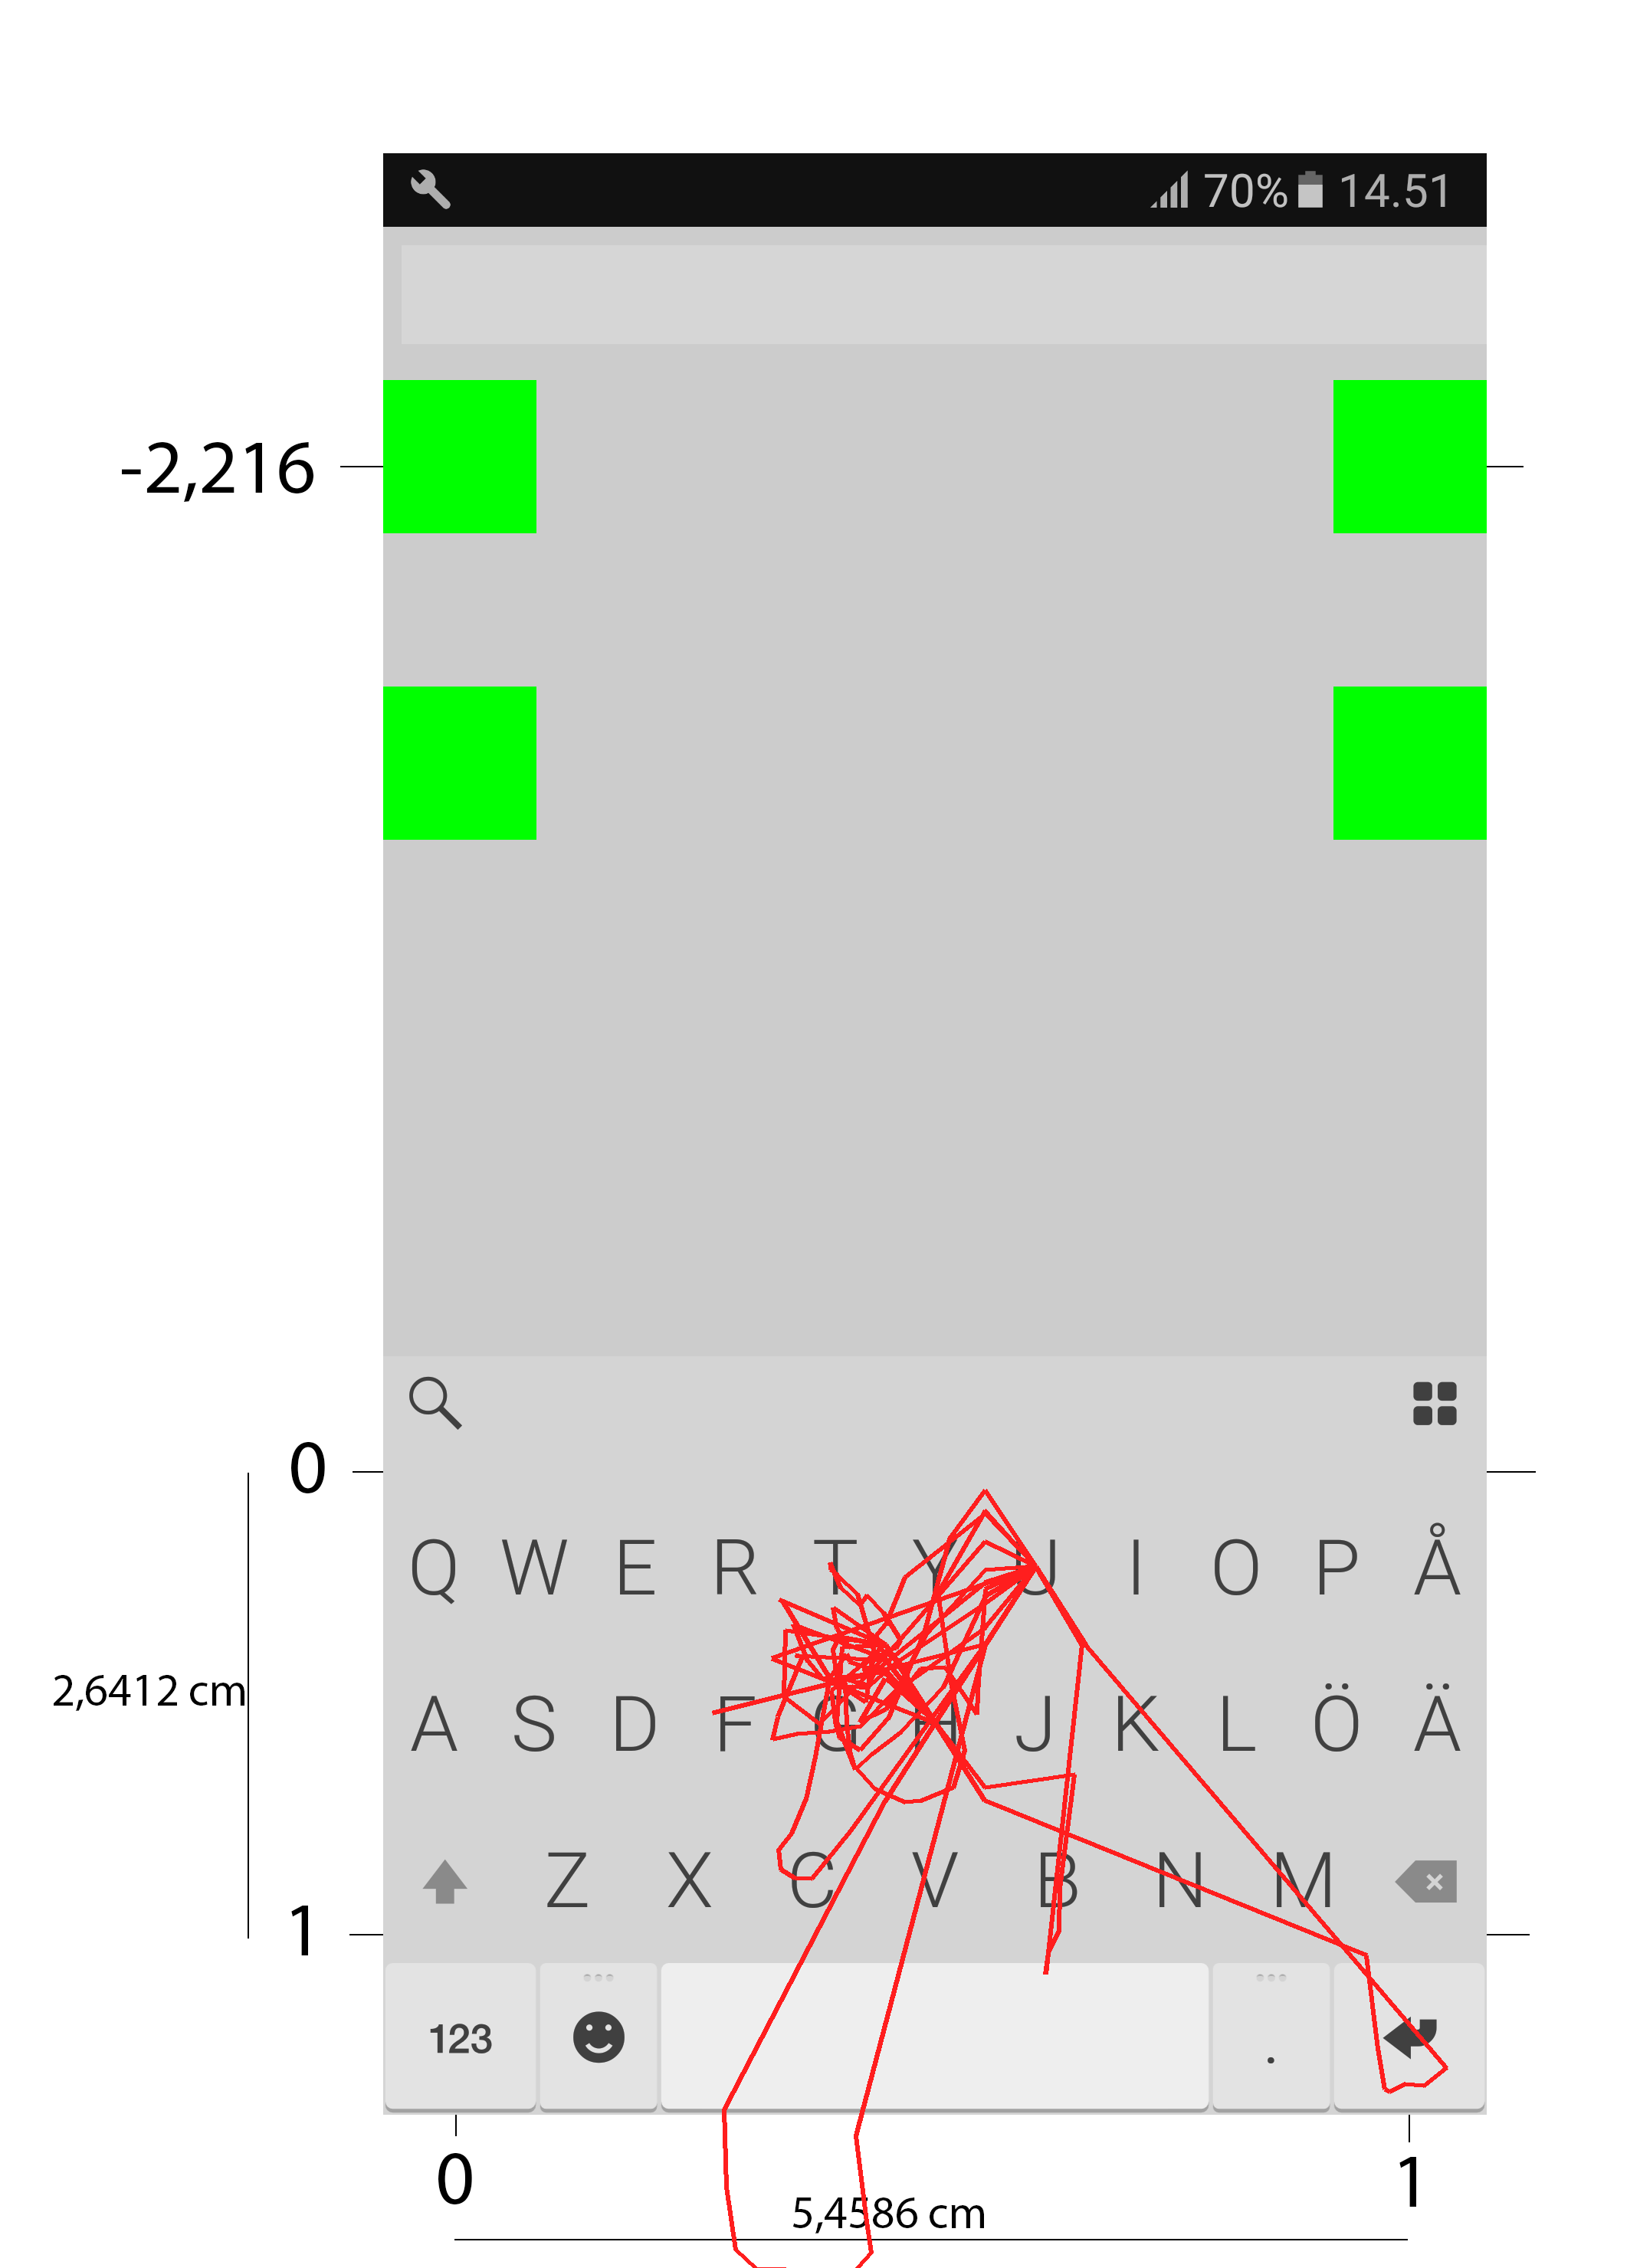 70% 14.51
-2,216
0
Q W E R T Y U I O P Å
2,6412 cm
A S D F G H J K L Ö Ä
Z X C V B N M
1
123 .
0 1
5,4586 cm